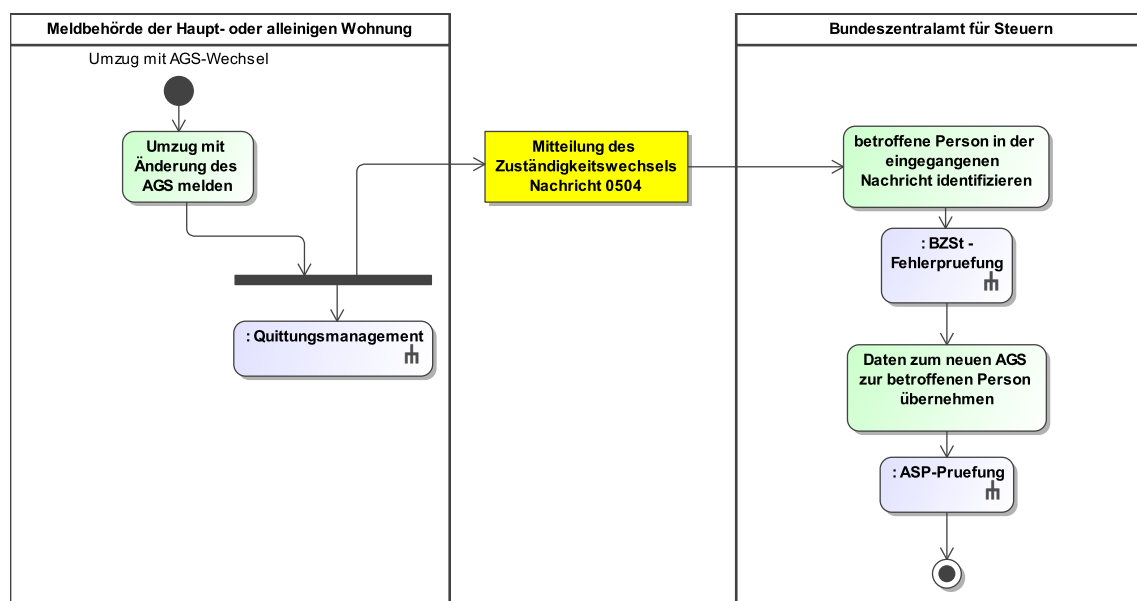 Meldbehörde der Haupt- oder alleinigen Wohnung
Umzug mit AGS-Wechsel
Umzug mit
Änderung des
AGS melden
: Quittungsmanagement
Mitteilung des
Zuständigkeitswechsels
Nachricht 0504
Bundeszentralamt für Steuern
betroffene Person in der
eingegangenen
Nachricht identifizieren
: BZSt -
Fehlerpruefung
Daten zum neuen AGS
zur betroffenen Person
übernehmen
: ASP-Pruefung